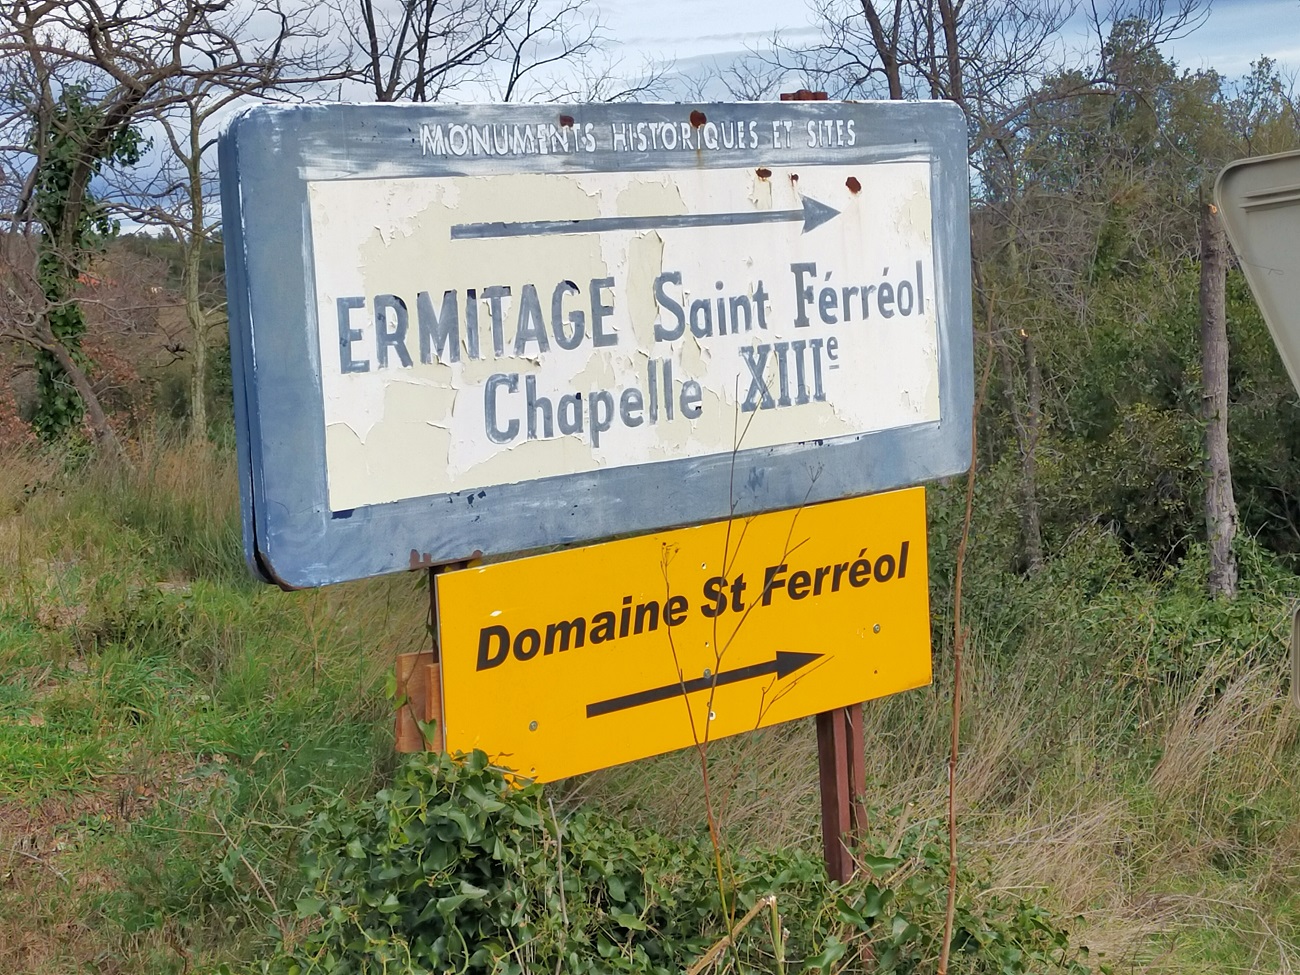 MONUMENTS HISTORIQUES ET SITES
ERMITAGE Saint Férréol
Chapelle XIIIe
Domaine St Ferréol